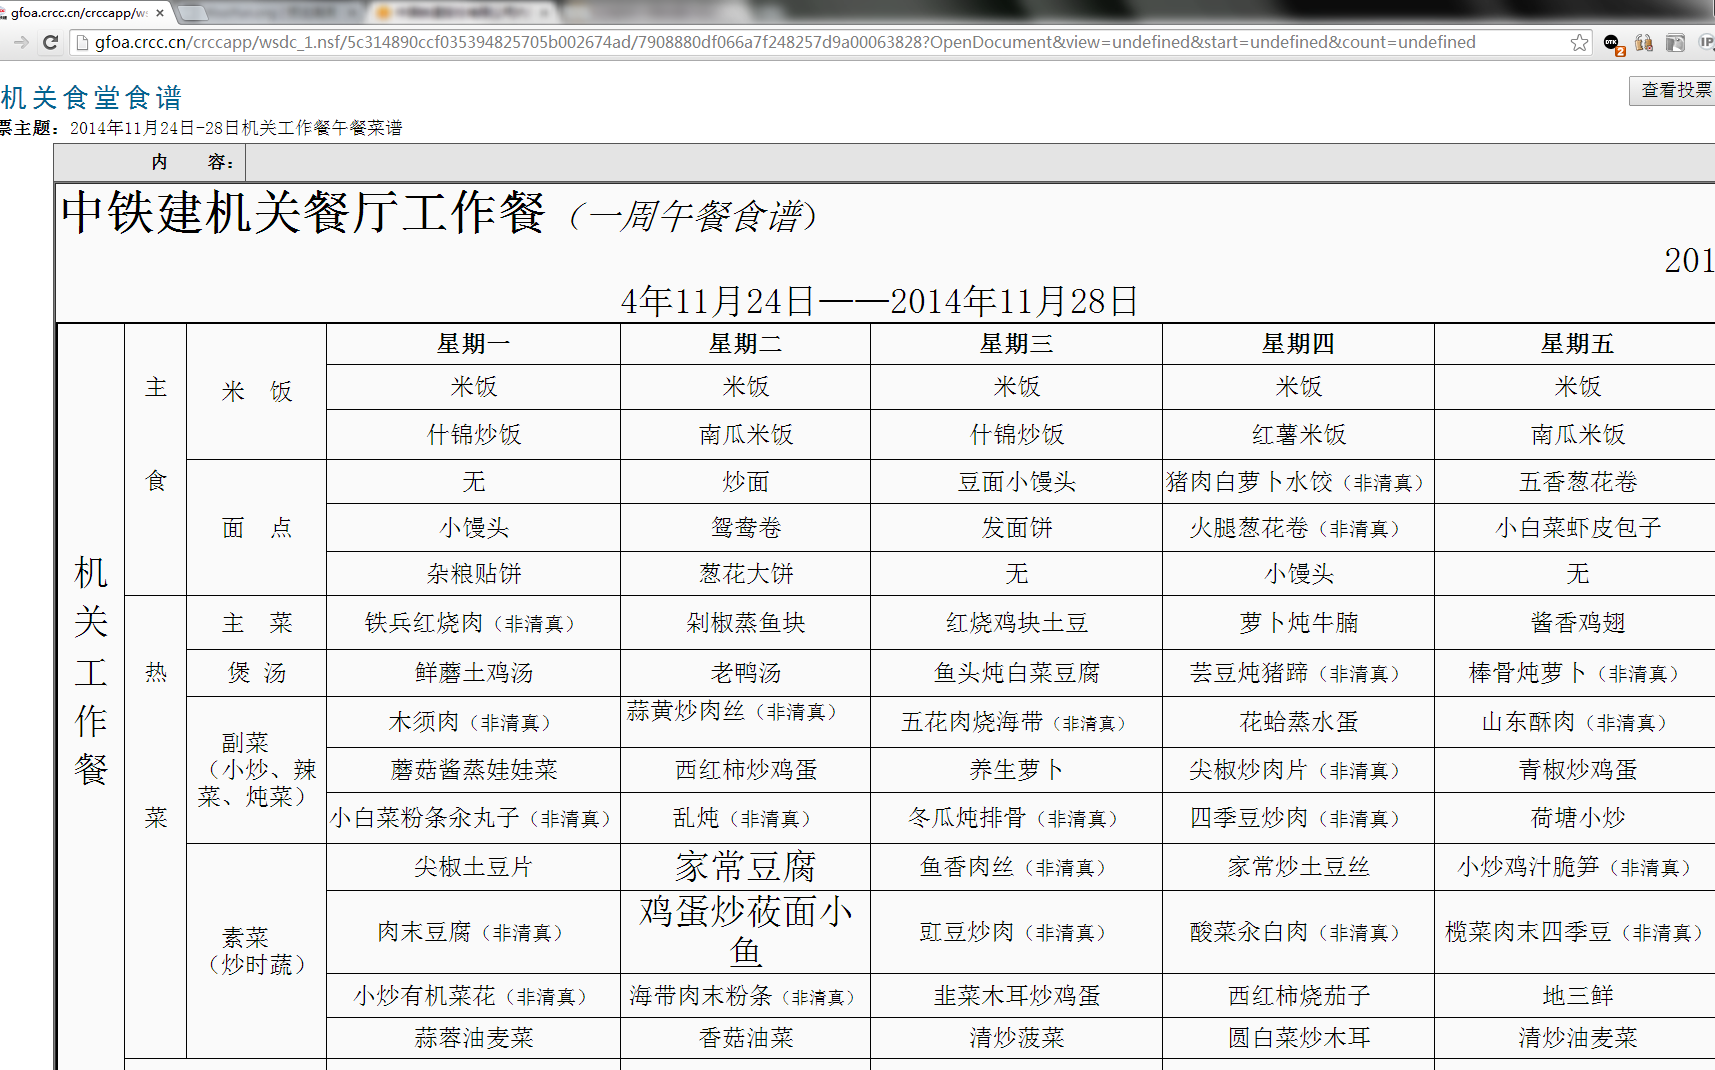 gfoa.crcc.cn/crccapp/ws
gfoa.crcc.cn/crccapp/wsdc_1.nsf/5c314890ccf035394825705b002674ad/7908880df066a7f248257d9a00063828?OpenDocument&view=undefined&start=undefined&count=undefined
机关食堂食谱
查看投票
票主题：2014年11月24日-28日机关工作餐午餐菜谱
内 容：
中铁建机关餐厅工作餐（一周午餐食谱）
201
4年11月24日——2014年11月28日
机关工作餐
主食
米 饭
星期一 星期二 星期三 星期四 星期五
米饭 米饭 米饭 米饭 米饭
什锦炒饭 南瓜米饭 什锦炒饭 红薯米饭 南瓜米饭
面 点
无 炒面 豆面小馒头 猪肉白萝卜水饺（非清真） 五香葱花卷
小馒头 鸳鸯卷 发面饼 火腿葱花卷（非清真） 小白菜虾皮包子
杂粮贴饼 葱花大饼 无 小馒头 无
热菜
主 菜 铁兵红烧肉（非清真） 剁椒蒸鱼块 红烧鸡块土豆 萝卜炖牛腩 酱香鸡翅
煲 汤 鲜蘑土鸡汤 老鸭汤 鱼头炖白菜豆腐 芸豆炖猪蹄（非清真） 棒骨炖萝卜（非清真）
副菜
（小炒、辣
菜、炖菜）
木须肉（非清真） 蒜黄炒肉丝（非清真） 五花肉烧海带（非清真） 花蛤蒸水蛋 山东酥肉（非清真）
蘑菇酱蒸娃娃菜 西红柿炒鸡蛋 养生萝卜 尖椒炒肉片（非清真） 青椒炒鸡蛋
小白菜粉条汆丸子（非清真） 乱炖（非清真） 冬瓜炖排骨（非清真） 四季豆炒肉（非清真） 荷塘小炒
素菜
（炒时蔬）
尖椒土豆片 家常豆腐 鱼香肉丝（非清真） 家常炒土豆丝 小炒鸡汁脆笋（非清真）
肉末豆腐（非清真） 鸡蛋炒莜面小鱼 豇豆炒肉（非清真） 酸菜汆白肉（非清真） 榄菜肉末四季豆（非清真）
小炒有机菜花（非清真） 海带肉末粉条（非清真） 韭菜木耳炒鸡蛋 西红柿烧茄子 地三鲜
蒜蓉油麦菜 香菇油菜 清炒菠菜 圆白菜炒木耳 清炒油麦菜